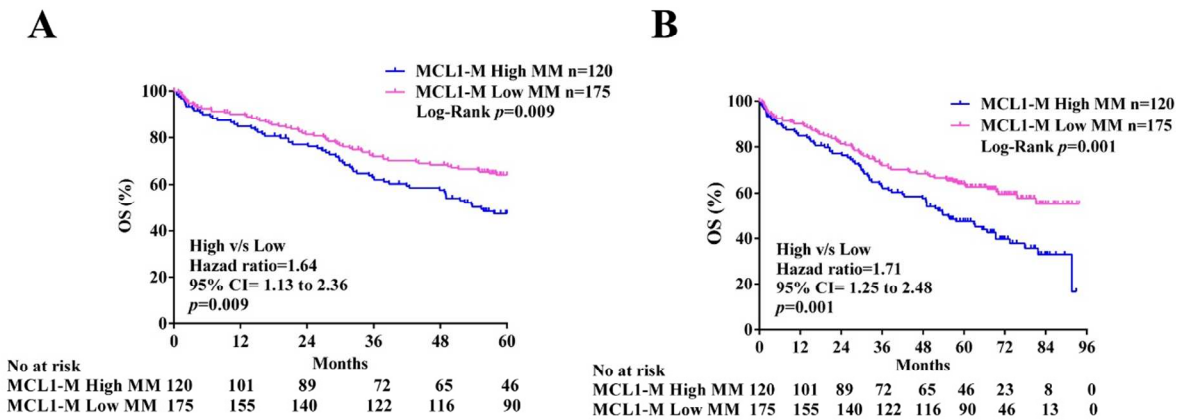 A
MCL1-M High MM n=120
MCL1-M Low MM n=175
Log-Rank p=0.009
100
80
60
40
20
0
OS (%)
High v/s Low
Hazad ratio=1.64
95% CI= 1.13 to 2.36
p=0.009
0 12 24 36 48 60
Months
No at risk
MCL1-M High MM 120 101 89 72 65 46
MCL1-M Low MM 175 155 140 122 116 90
B
MCL1-M High MM n=120
MCL1-M Low MM n=175
Log-Rank p=0.001
100
80
60
40
20
0
OS (%)
High v/s Low
Hazad ratio=1.71
95% CI= 1.25 to 2.48
p=0.001
0 12 24 36 48 60 72 84 96
Months
No at risk
MCL1-M High MM 120 101 89 72 65 46 23 8 0
MCL1-M Low MM 175 155 140 122 116 90 46 13 0